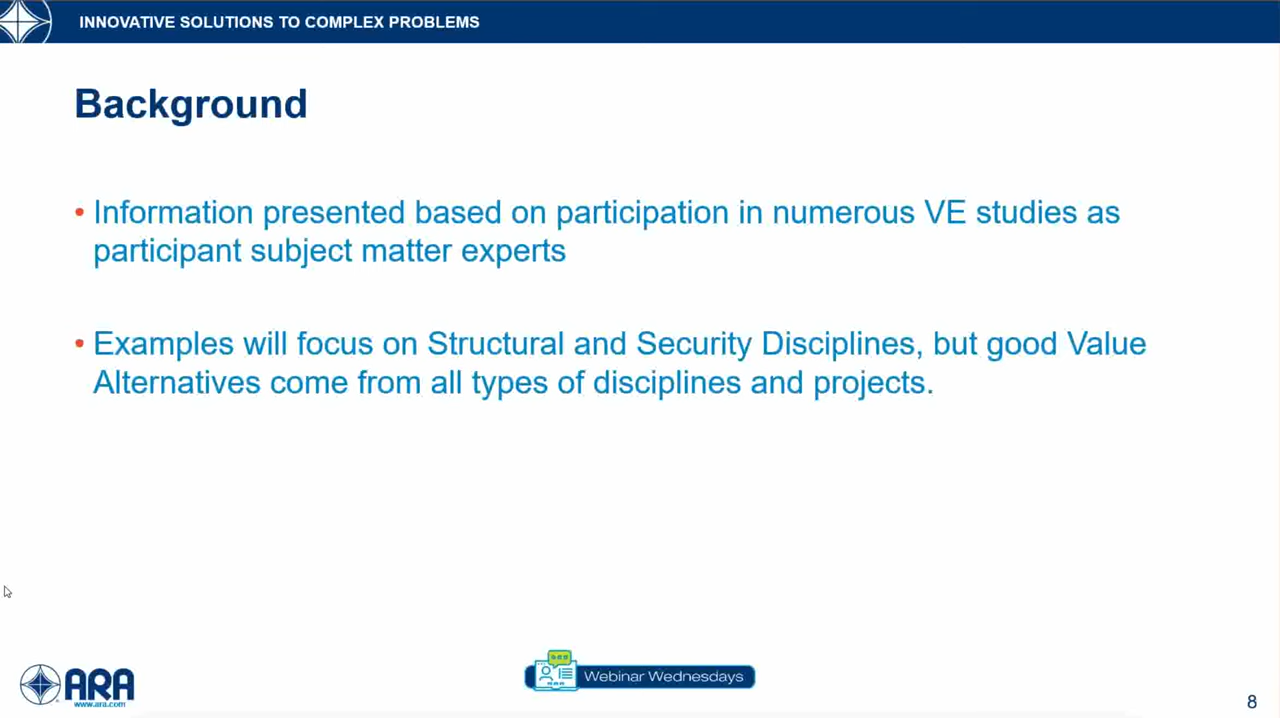 INNOVATIVE SOLUTIONS TO COMPLEX PROBLEMS
Background
• Information presented based on participation in numerous VE studies as
participant subject matter experts
• Examples will focus on Structural and Security Disciplines, but good Value
Alternatives come from all types of disciplines and projects.
ARA
www.ara.com
Webinar Wednesdays
8